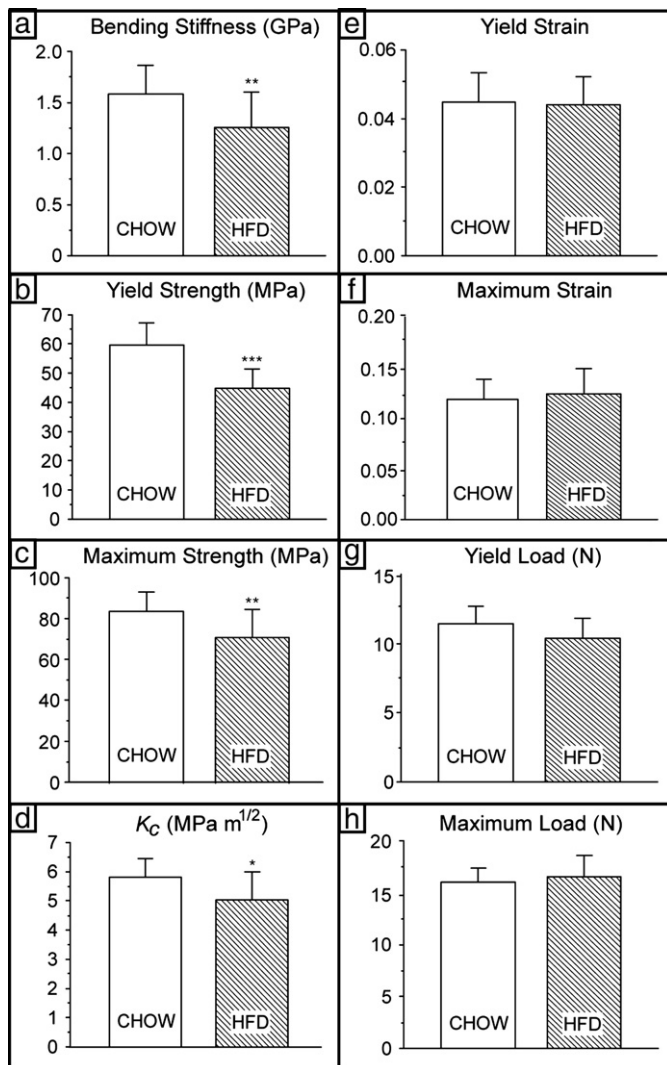 a
Bending Stiffness (GPa)
2.0
1.5
1.0
0.5
0
**
CHOW
HFD
b
Yield Strength (MPa)
70
60
50
40
30
20
10
0
***
CHOW
HFD
c
Maximum Strength (MPa)
100
80
60
40
20
0
**
CHOW
HFD
d
Kc (MPa m1/2)
7
6
5
4
3
2
1
0
*
CHOW
HFD
e
Yield Strain
0.06
0.04
0.02
0.00
CHOW
HFD
f
Maximum Strain
0.20
0.15
0.10
0.05
0.00
CHOW
HFD
g
Yield Load (N)
15
10
5
0
CHOW
HFD
h
Maximum Load (N)
20
15
10
5
0
CHOW
HFD